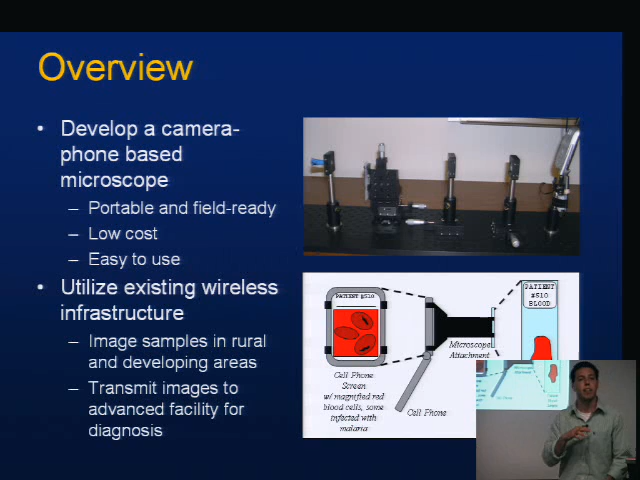 Overview
• Develop a camera-
phone based
microscope
– Portable and field-ready
– Low cost
– Easy to use
• Utilize existing wireless
infrastructure
– Image samples in rural
and developing areas
– Transmit images to
advanced facility for
diagnosis
PATIENT #510
Cell Phone
Screen
w/ magnified red
blood cells, some
infected with
malaria
Cell Phone
Microscope
Attachment
PATIENT
#510
BLOOD